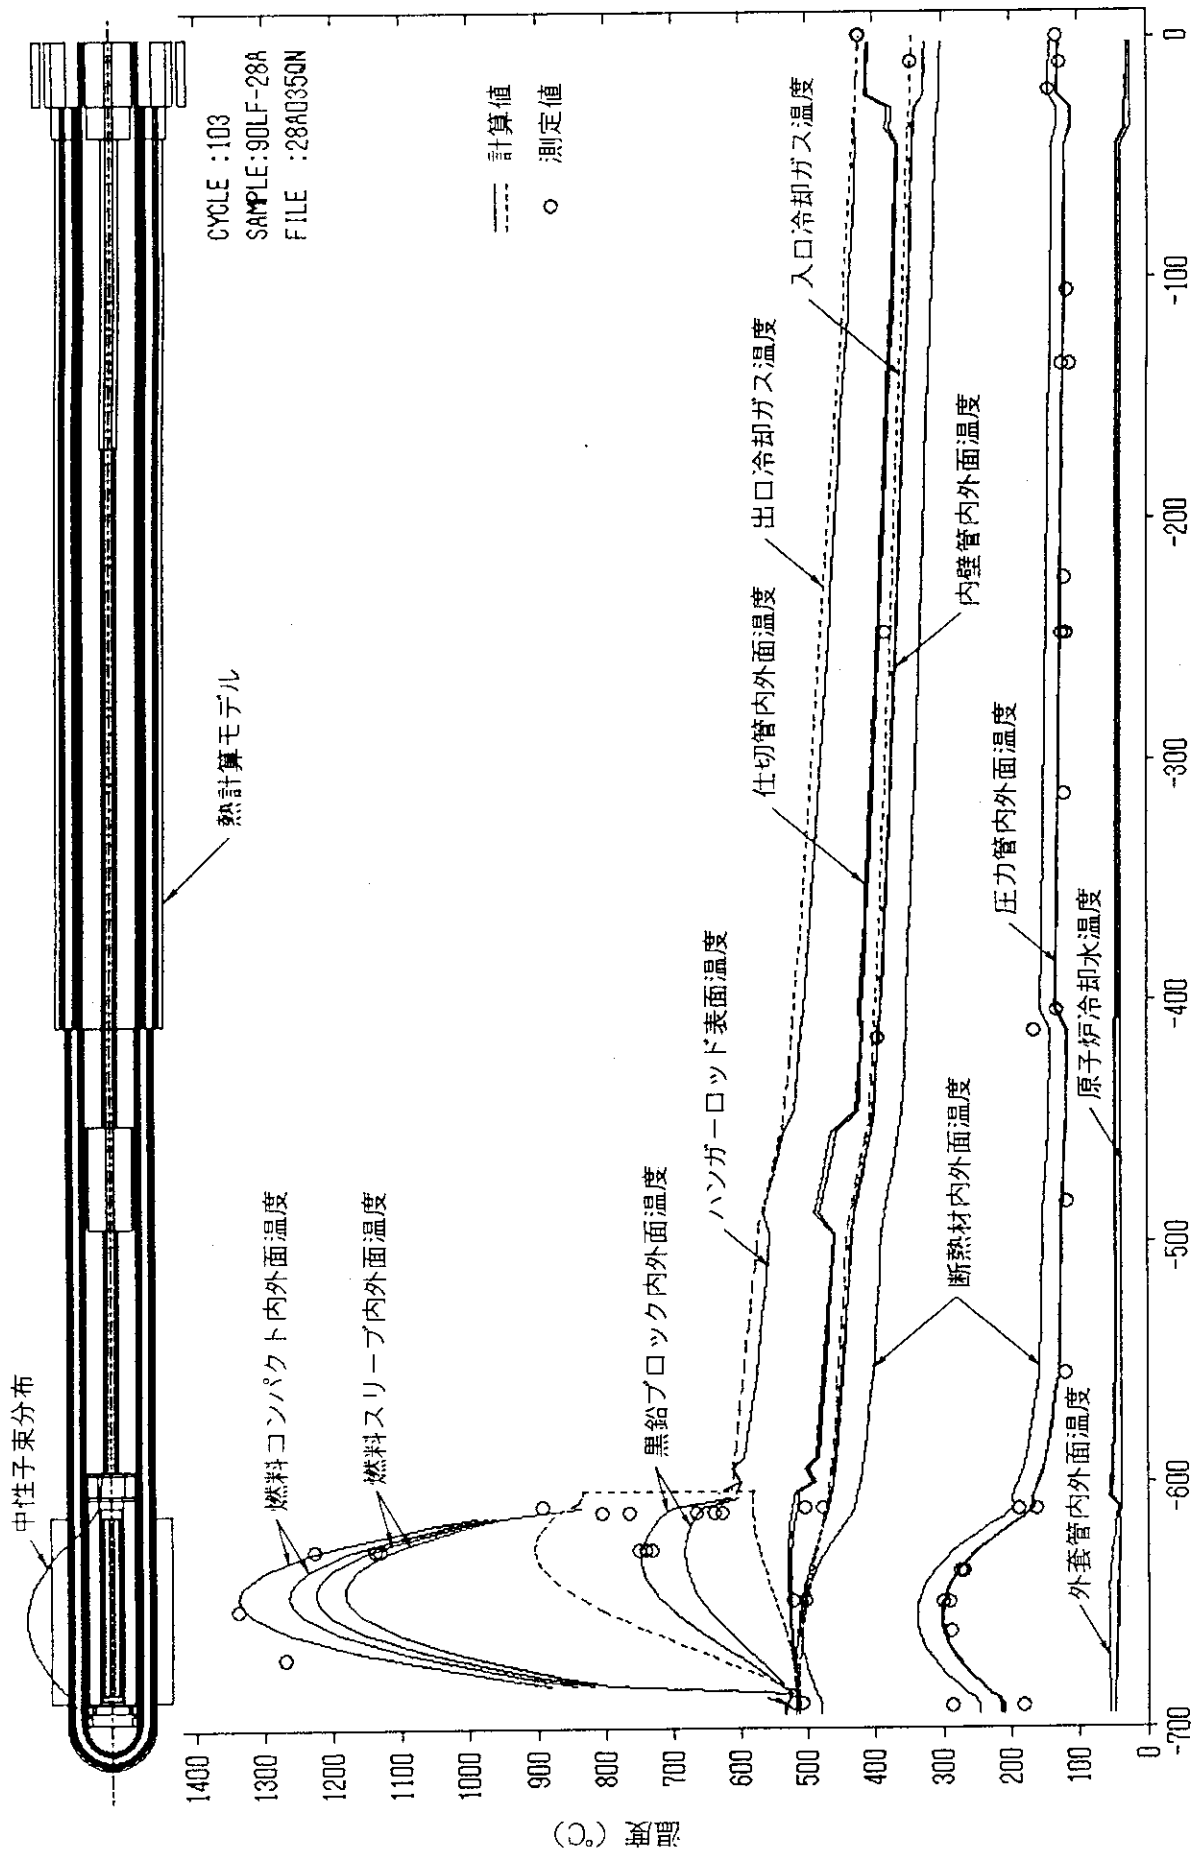 中性子束分布
熱計算モデル
CYCLE :103
SAMPLE:90LF-28A
FILE :28AD350N
計算値
測定値
燃料コンパクト内外面温度
燃料スリーブ内外面温度
黒鉛ブロック内外面温度
ハンガーロッド表面温度
仕切管内外面温度
出口冷却ガス温度
入口冷却ガス温度
内壁管内外面温度
断熱材内外面温度
圧力管内外面温度
外套管内外面温度
原子炉冷却水温度
温度 (°C)
1400
1300
1200
1100
1000
900
800
700
600
500
400
300
200
100
0
-700
-600
-500
-400
-300
-200
-100
0